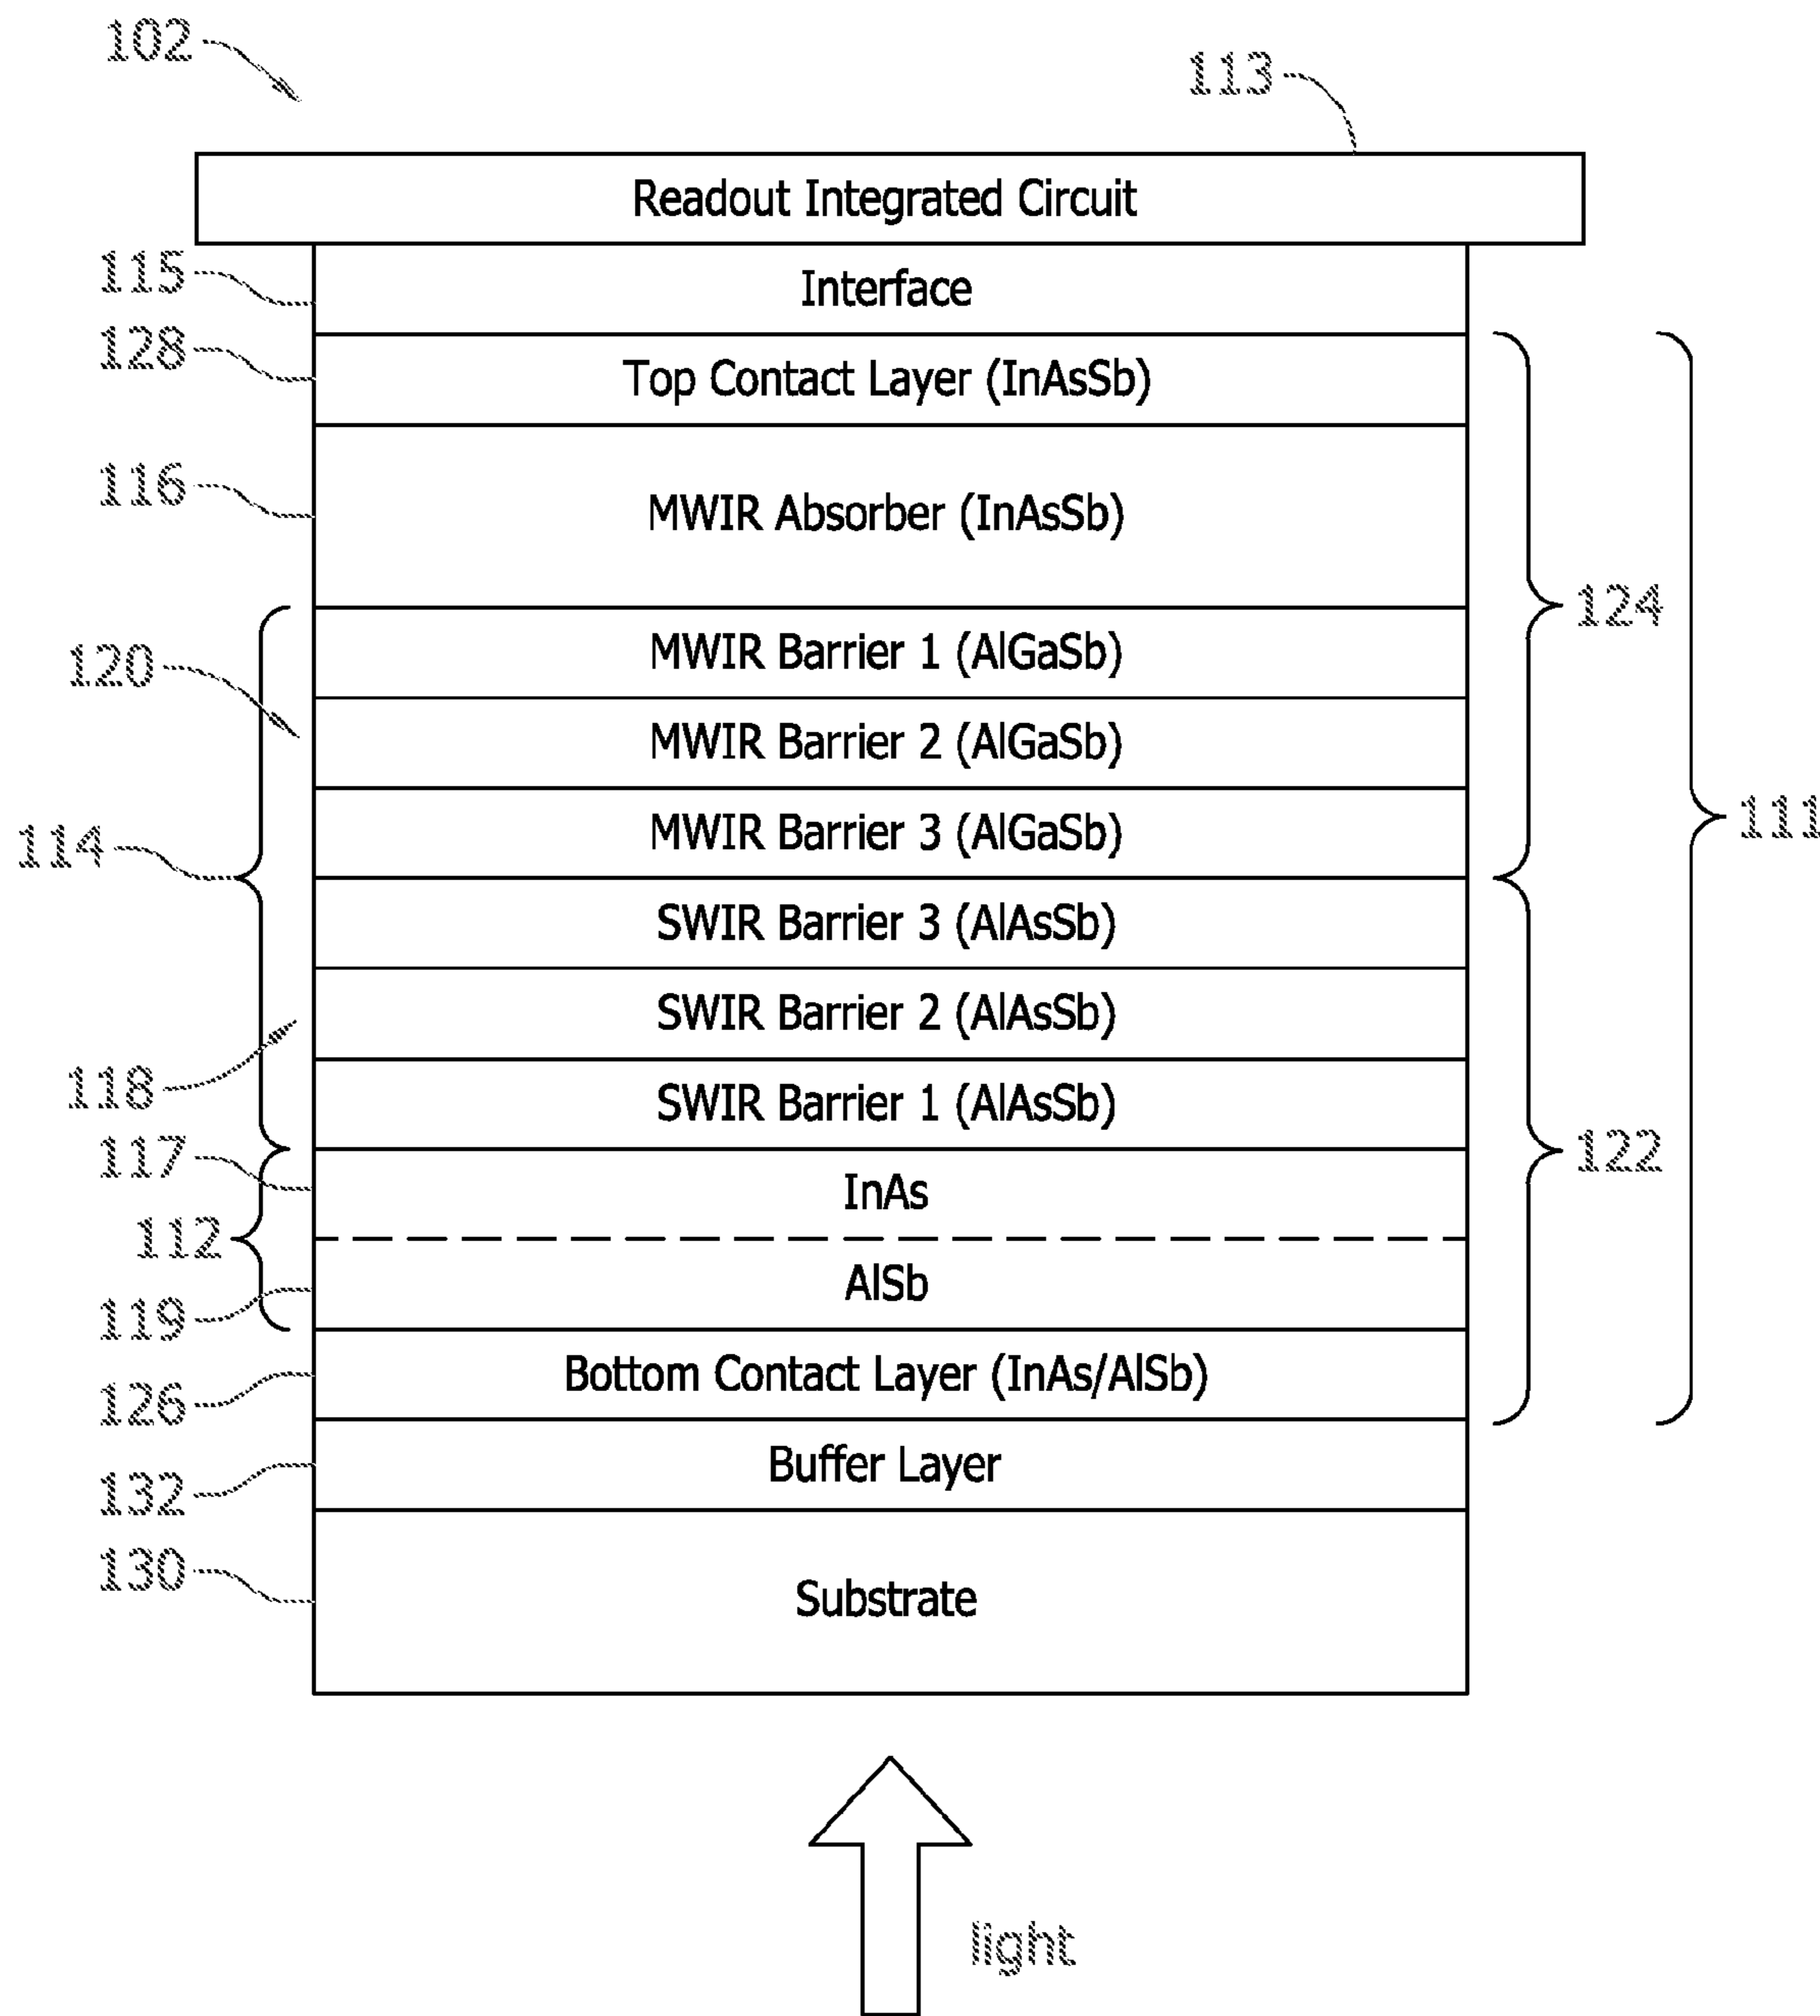 102
113
Readout Integrated Circuit
115
Interface
128
Top Contact Layer (InAsSb)
116
MWIR Absorber (InAsSb)
124
120
MWIR Barrier 1 (AlGaSb)
MWIR Barrier 2 (AlGaSb)
114
MWIR Barrier 3 (AlGaSb)
111
SWIR Barrier 3 (AlAsSb)
SWIR Barrier 2 (AlAsSb)
118
SWIR Barrier 1 (AlAsSb)
117
122
InAs
112
AlSb
119
Bottom Contact Layer (InAs/AlSb)
126
Buffer Layer
132
130
Substrate
light